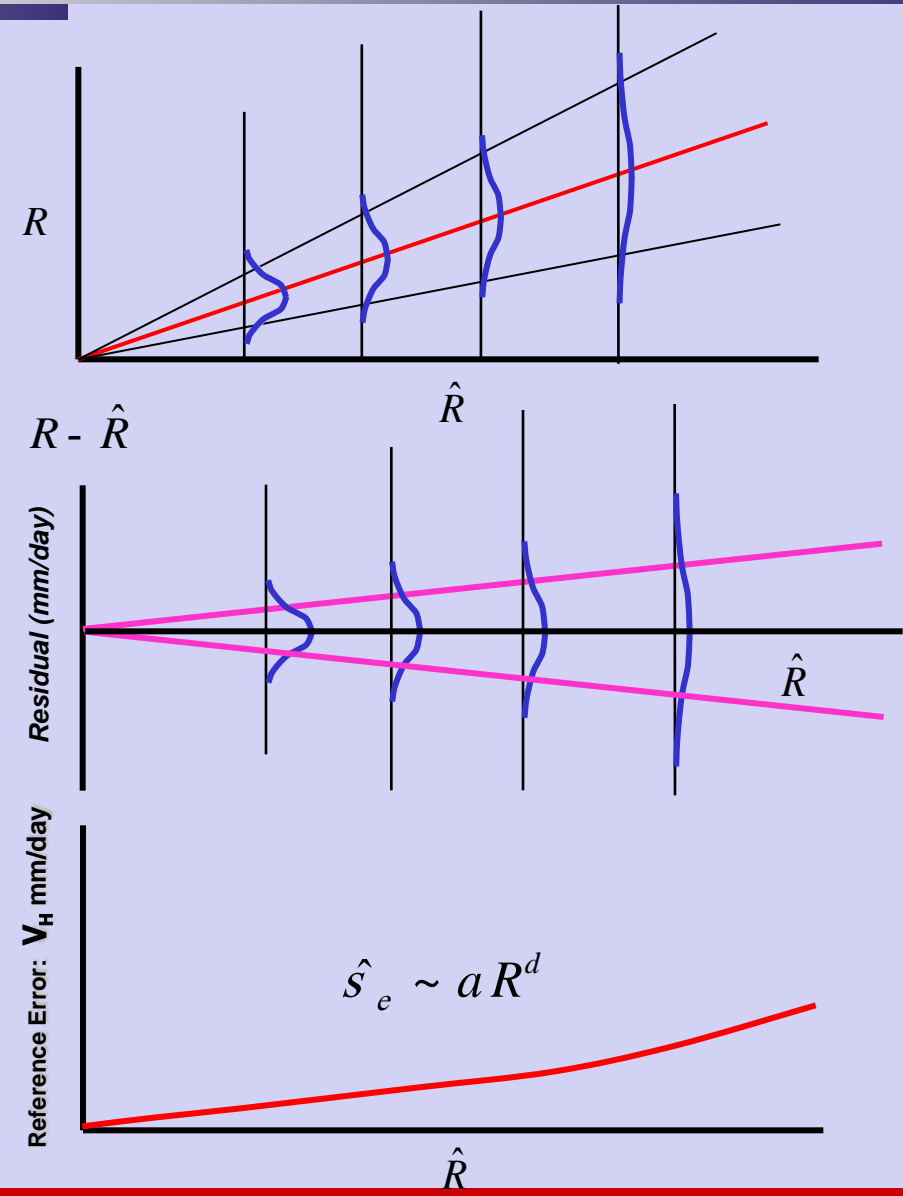 R
R̂
R - R̂
Residual (mm/day)
R̂
Reference Error: V_H mm/day
ŝ_e ~ a R^d
R̂